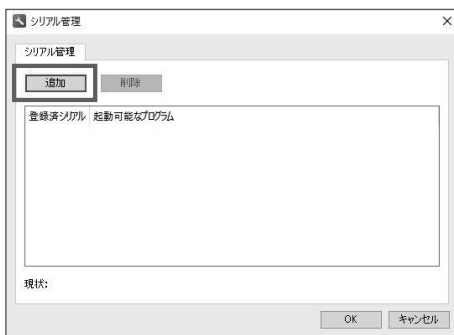 シリアル管理
シリアル管理
追加 削除
登録済シリアル 起動可能なプログラム
現状:
OK キャンセル